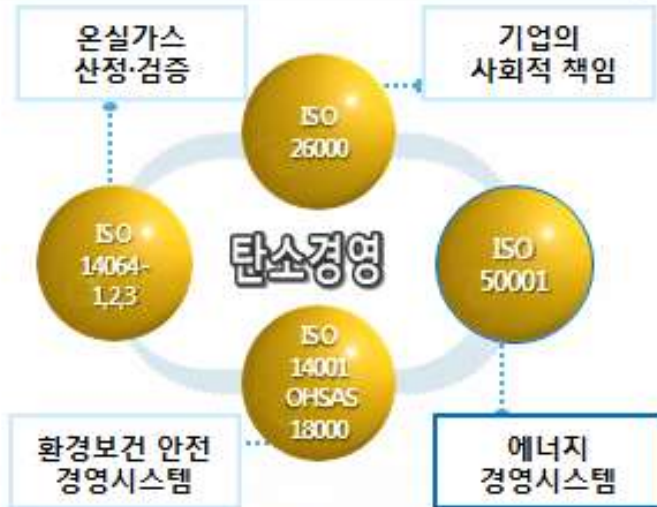 온실가스
산정·검증
기업의
사회적 책임
ISO
26000
ISO
14064-
1,2,3
탄소경영
ISO
50001
ISO
14001
OHSAS
18000
환경보건 안전
경영시스템
에너지
경영시스템